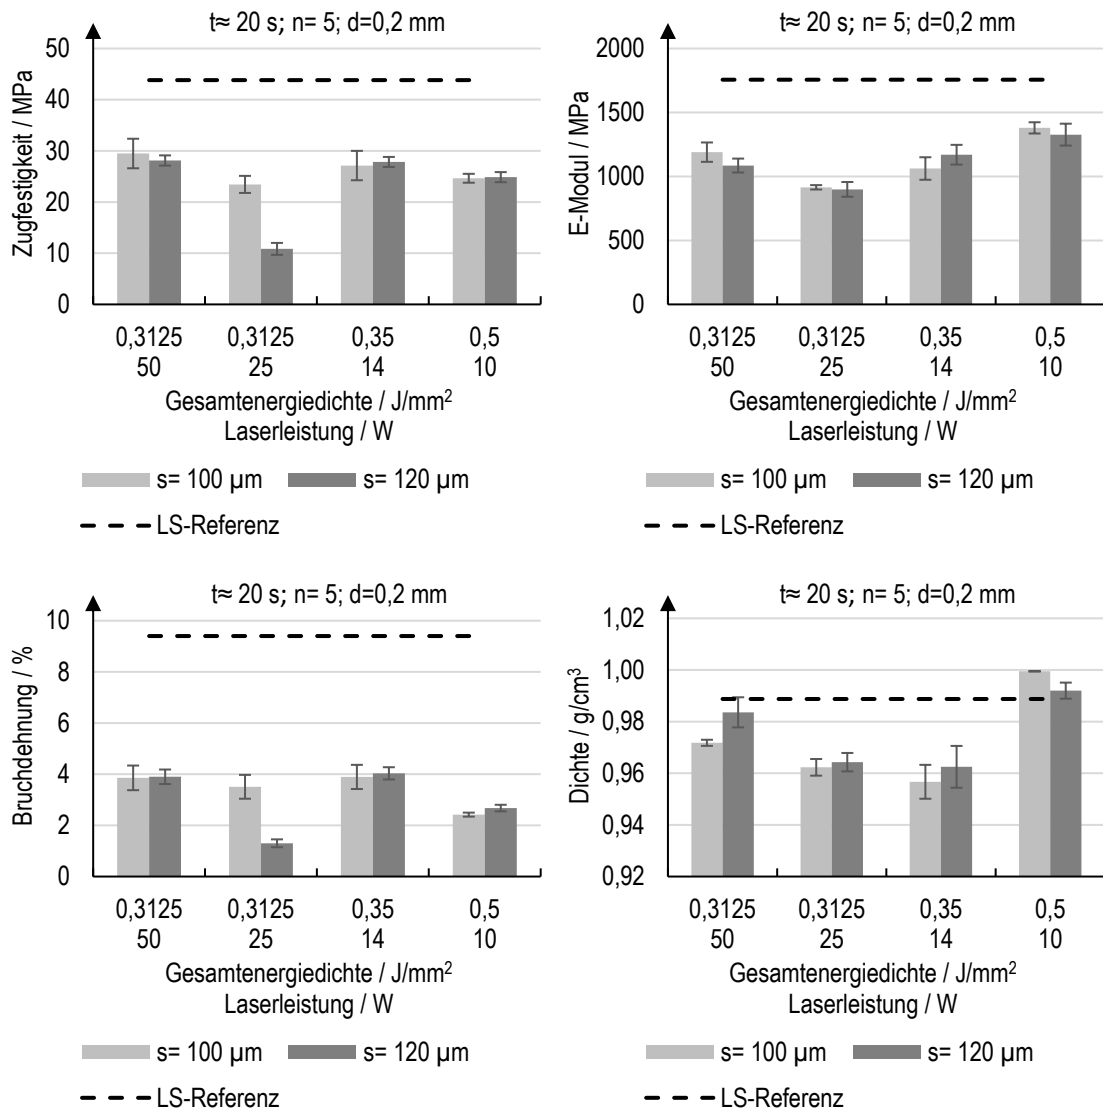 t≈ 20 s; n= 5; d=0,2 mm
Zugfestigkeit / MPa
50
40
30
20
10
0
0,3125 0,3125 0,35 0,5
50 25 14 10
Gesamtenergiedichte / J/mm²
Laserleistung / W
s= 100 µm s= 120 µm
LS-Referenz
t≈ 20 s; n= 5; d=0,2 mm
E-Modul / MPa
2000
1500
1000
500
0
0,3125 0,3125 0,35 0,5
50 25 14 10
Gesamtenergiedichte / J/mm²
Laserleistung / W
s= 100 µm s= 120 µm
LS-Referenz
t≈ 20 s; n= 5; d=0,2 mm
Bruchdehnung / %
10
8
6
4
2
0
0,3125 0,3125 0,35 0,5
50 25 14 10
Gesamtenergiedichte / J/mm²
Laserleistung / W
s= 100 µm s= 120 µm
LS-Referenz
t≈ 20 s; n= 5; d=0,2 mm
Dichte / g/cm³
1,02
1,00
0,98
0,96
0,94
0,92
0,3125 0,3125 0,35 0,5
50 25 14 10
Gesamtenergiedichte / J/mm²
Laserleistung / W
s= 100 µm s= 120 µm
LS-Referenz